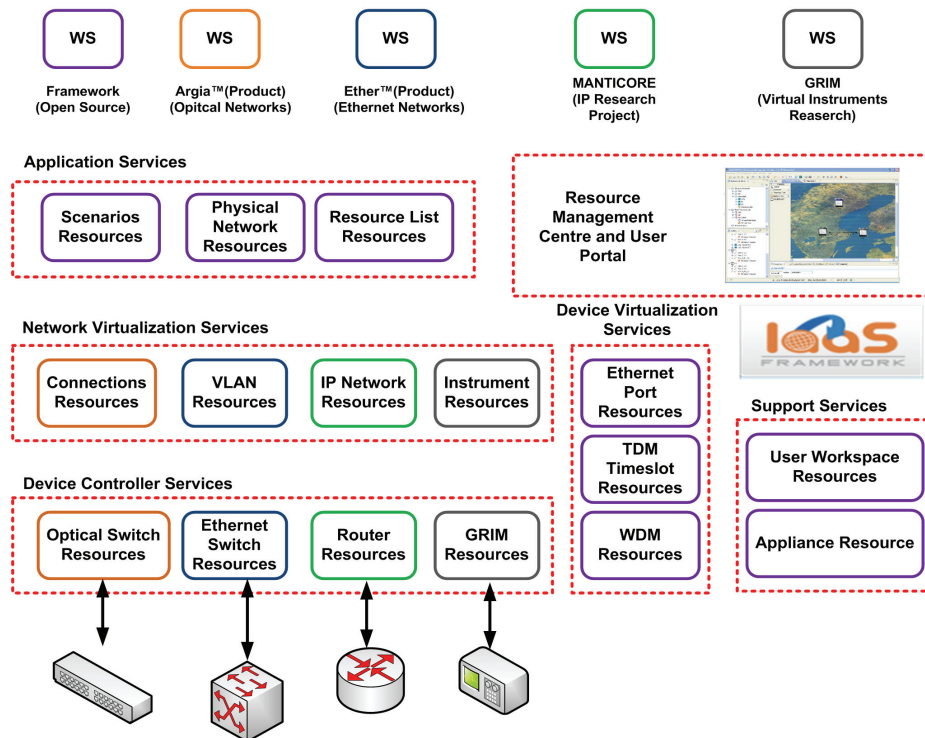 WS
WS
WS
WS
WS
Framework
(Open Source)
Argia™(Product)
(Opitcal Networks)
Ether™(Product)
(Ethernet Networks)
MANTICORE
(IP Research
Project)
GRIM
(Virtual Instruments
Reaserch)
Application Services
Scenarios
Resources
Physical
Network
Resources
Resource List
Resources
Resource
Management
Centre and User
Portal
Network Virtualization Services
Connections
Resources
VLAN
Resources
IP Network
Resources
Instrument
Resources
Device Virtualization
Services
Ethernet
Port
Resources
TDM
Timeslot
Resources
WDM
Resources
IaaS
FRAMEWORK
Support Services
User Workspace
Resources
Appliance Resource
Device Controller Services
Optical Switch
Resources
Ethernet
Switch
Resources
Router
Resources
GRIM
Resources